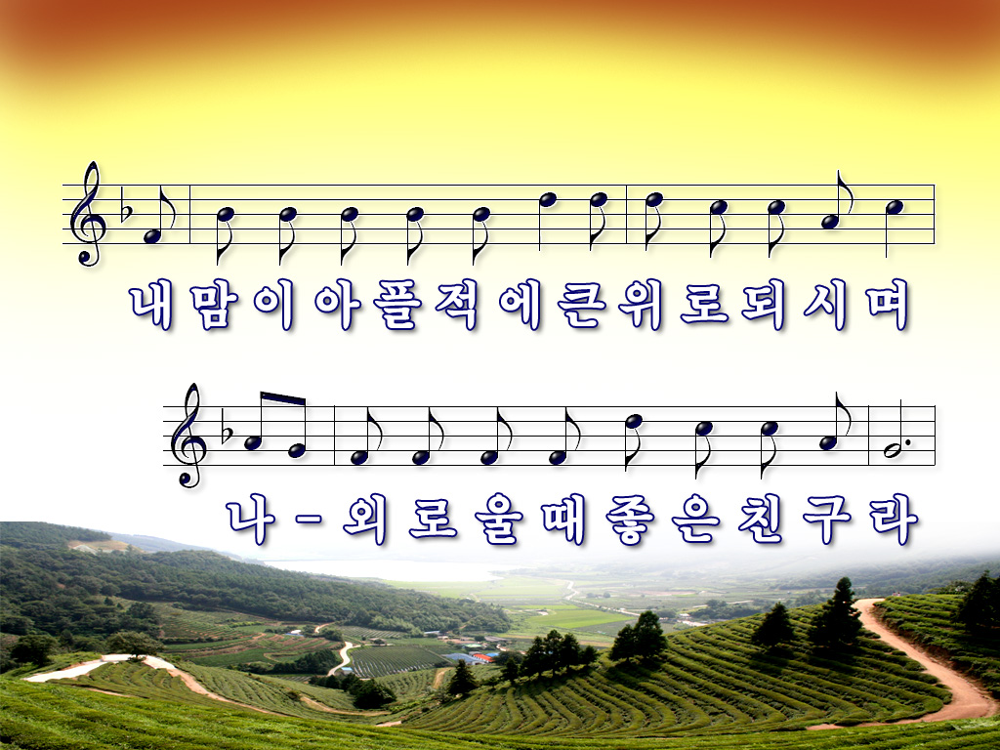 내 맘 이 아 플 적 에 큰 위 로 되 시 며
나 - 외 로 울 때 좋 은 친 구 라